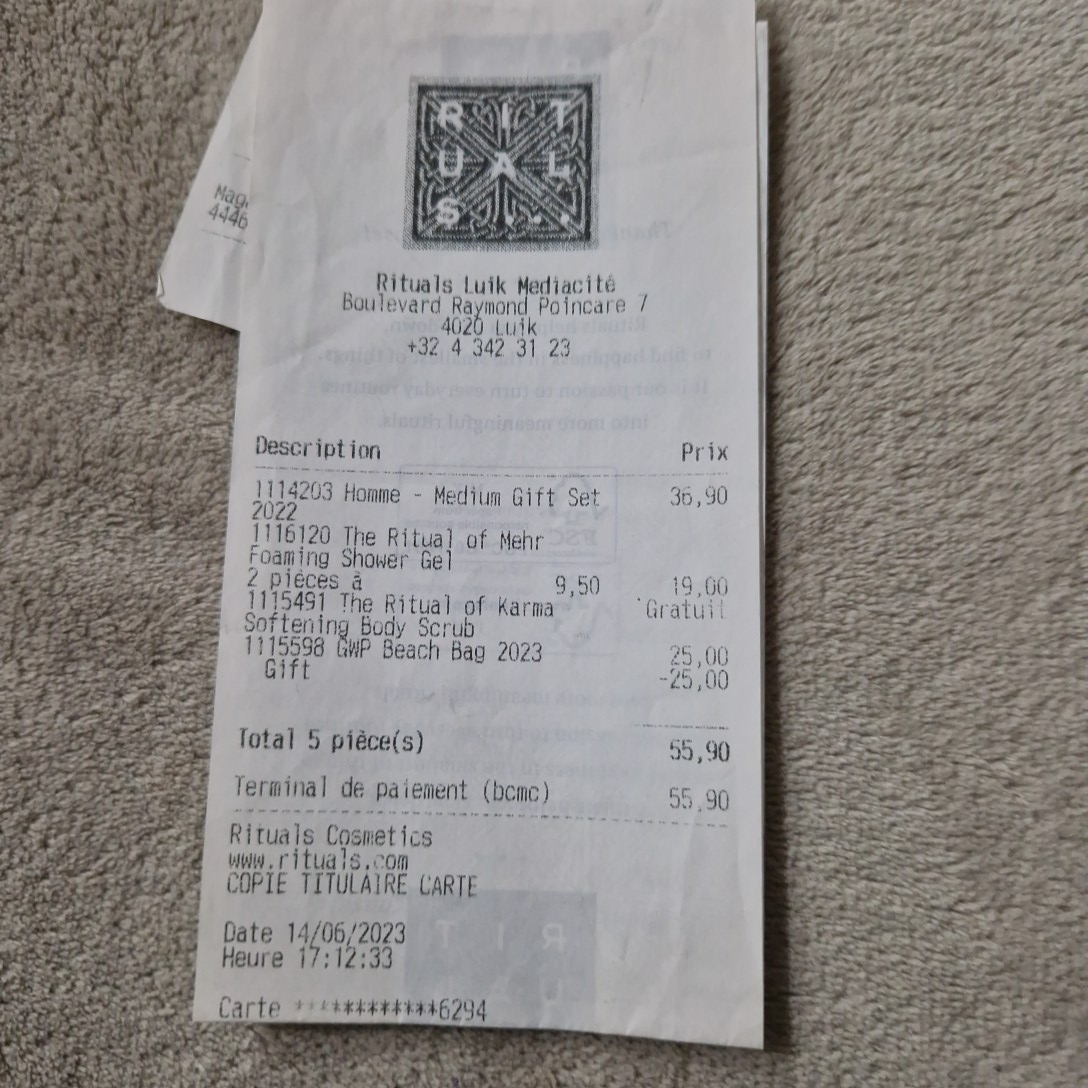 RIT
UAL
S...
Mag
4446
Rituals Luik Mediacité
Boulevard Raymond Poincare 7
4020 Luik
+32 4 342 31 23
Description Prix
1114203 Homme - Medium Gift Set 36,90
2022
1116120 The Ritual of Mehr
Foaming Shower Gel
2 pièces à 9,50 19,00
1115491 The Ritual of Karma Gratuit
Softening Body Scrub
1115598 GWP Beach Bag 2023 25,00
Gift -25,00
Total 5 pièce(s) 55,90
Terminal de paiement (bcmc) 55,90
Rituals Cosmetics
www.rituals.com
COPIE TITULAIRE CARTE
Date 14/06/2023
Heure 17:12:33
Carte ************6294